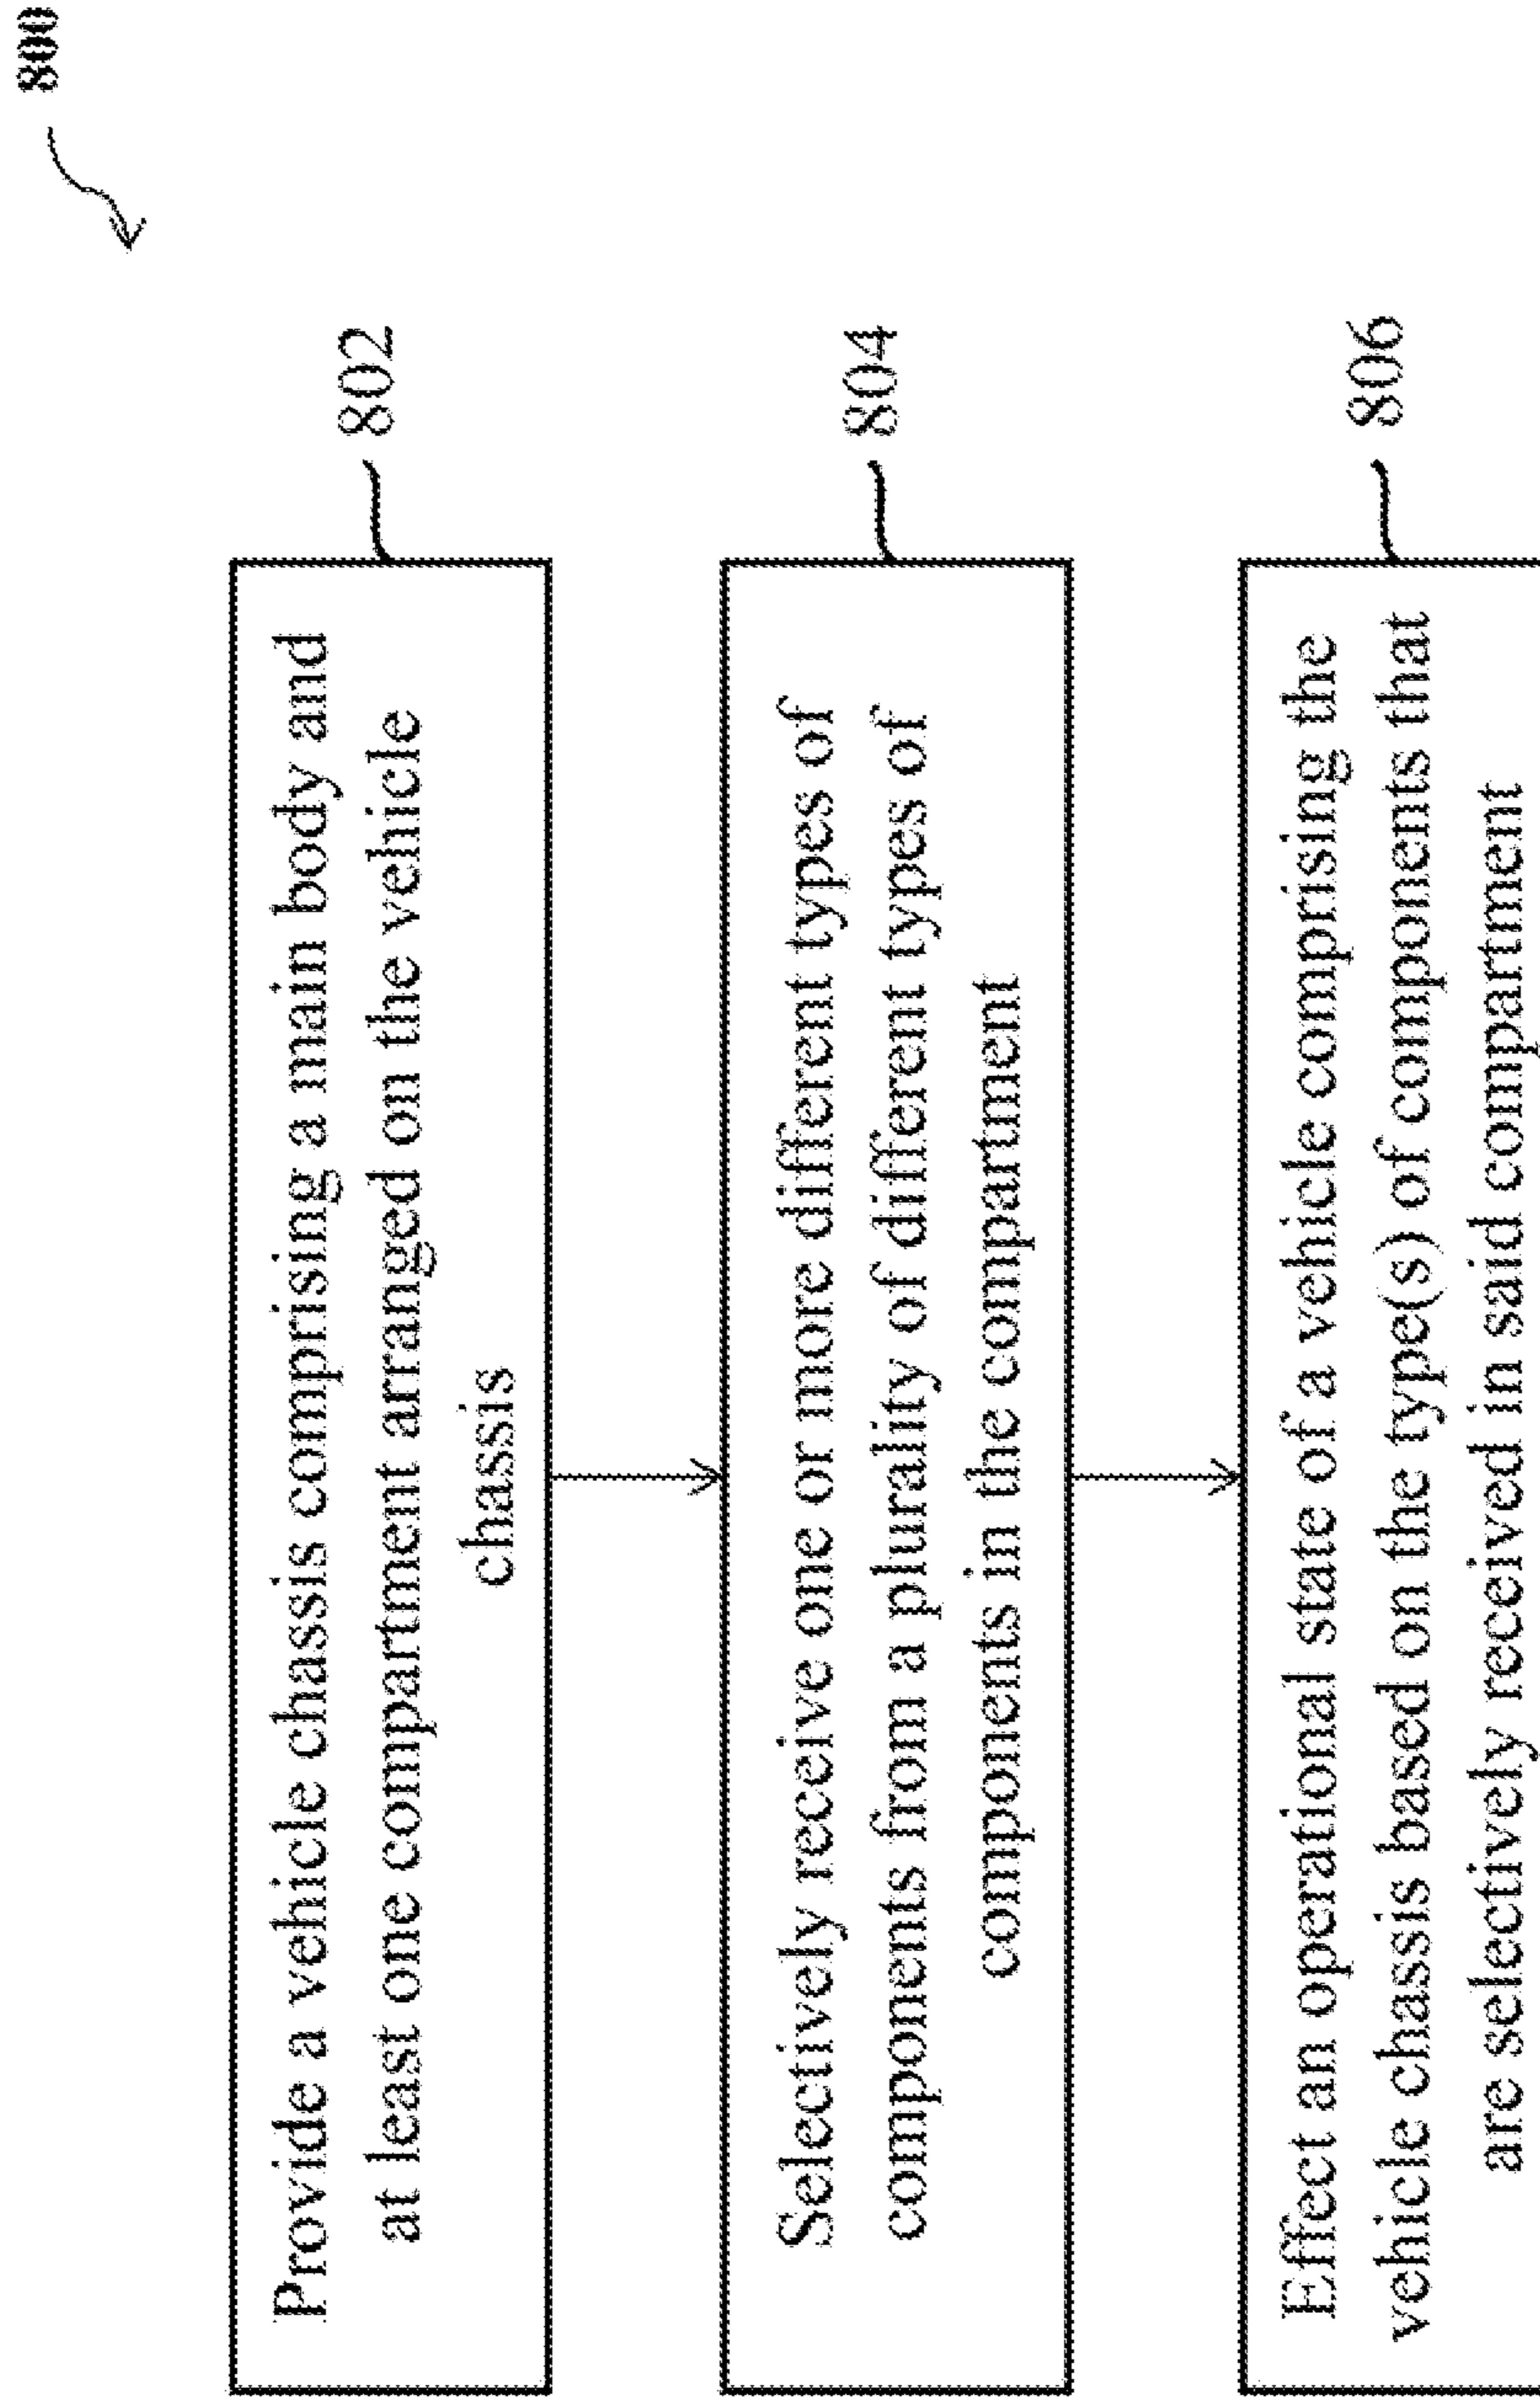 800
Provide a vehicle chassis comprising a main body and
at least one compartment arranged on the vehicle
chassis
802
Selectively receive one or more different types of
components from a plurality of different types of
components in the compartment
804
Effect an operational state of a vehicle comprising the
vehicle chassis based on the type(s) of components that
are selectively received in said compartment
806